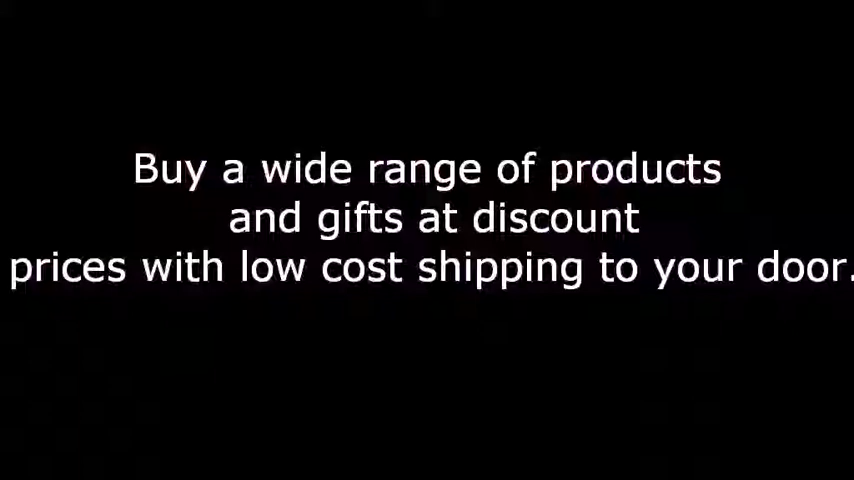 Buy a wide range of products
and gifts at discount
prices with low cost shipping to your door.